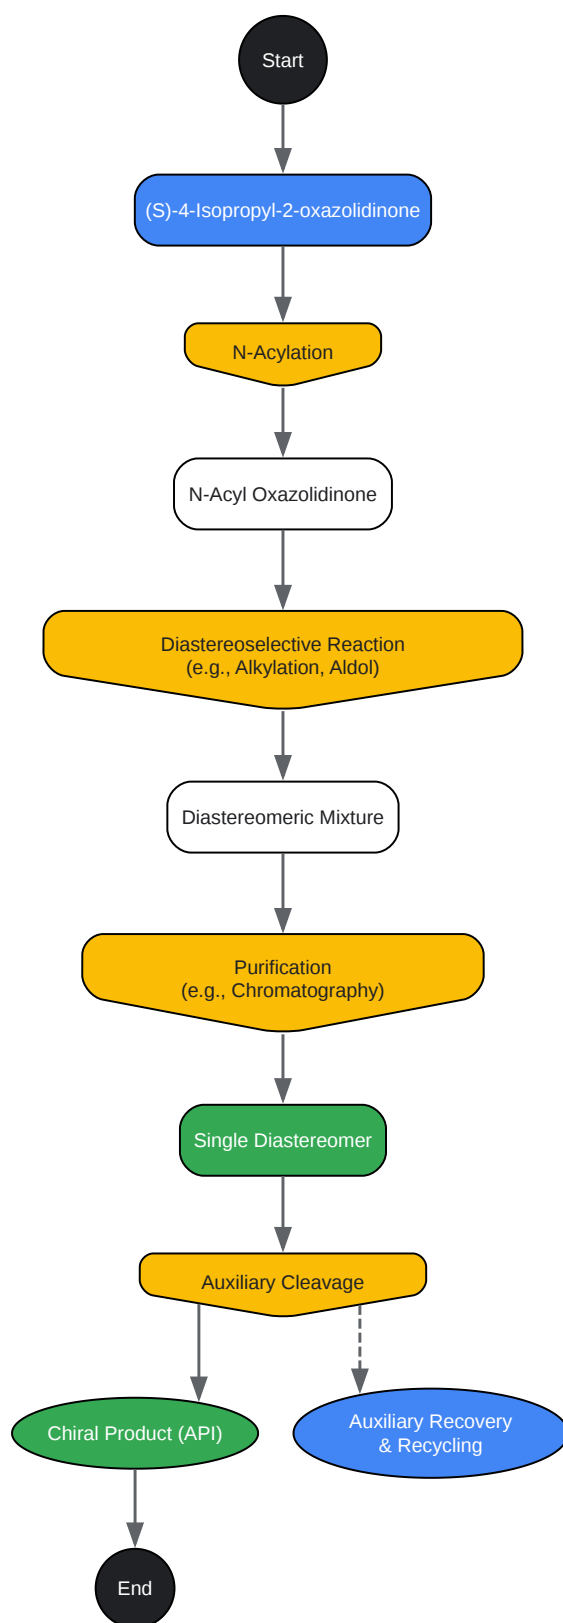 Start
(S)-4-Isopropyl-2-oxazolidinone
N-Acylation
N-Acyl Oxazolidinone
Diastereoselective Reaction
(e.g., Alkylation, Aldol)
Diastereomeric Mixture
Purification
(e.g., Chromatography)
Single Diastereomer
Auxiliary Cleavage
Chiral Product (API)
Auxiliary Recovery
& Recycling
End